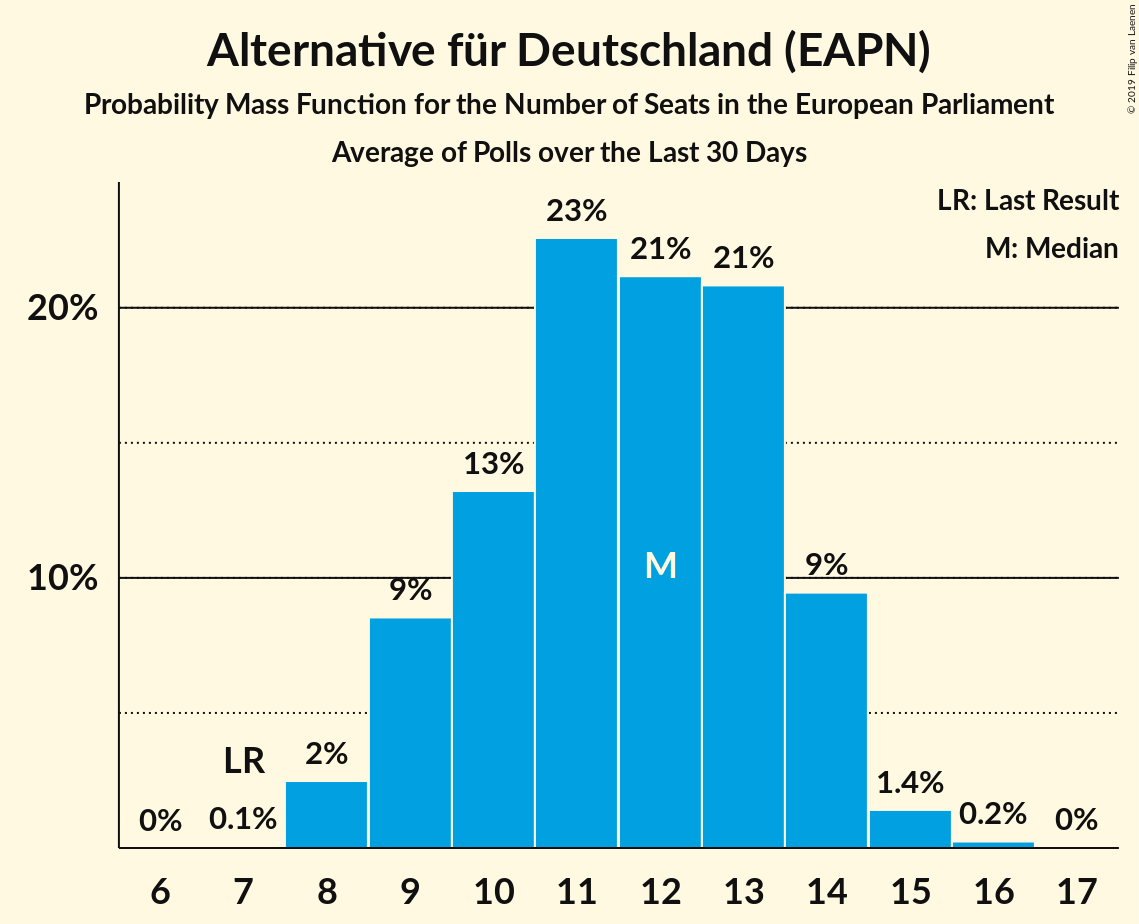 Alternative für Deutschland (EAPN)
Probability Mass Function for the Number of Seats in the European Parliament
Average of Polls over the Last 30 Days
© 2019 Filip van Laenen
LR: Last Result
M: Median
20%
10%
0%
LR
0.1%
2%
9%
13%
23%
21%
M
21%
9%
1.4%
0.2%
0%
6 7 8 9 10 11 12 13 14 15 16 17